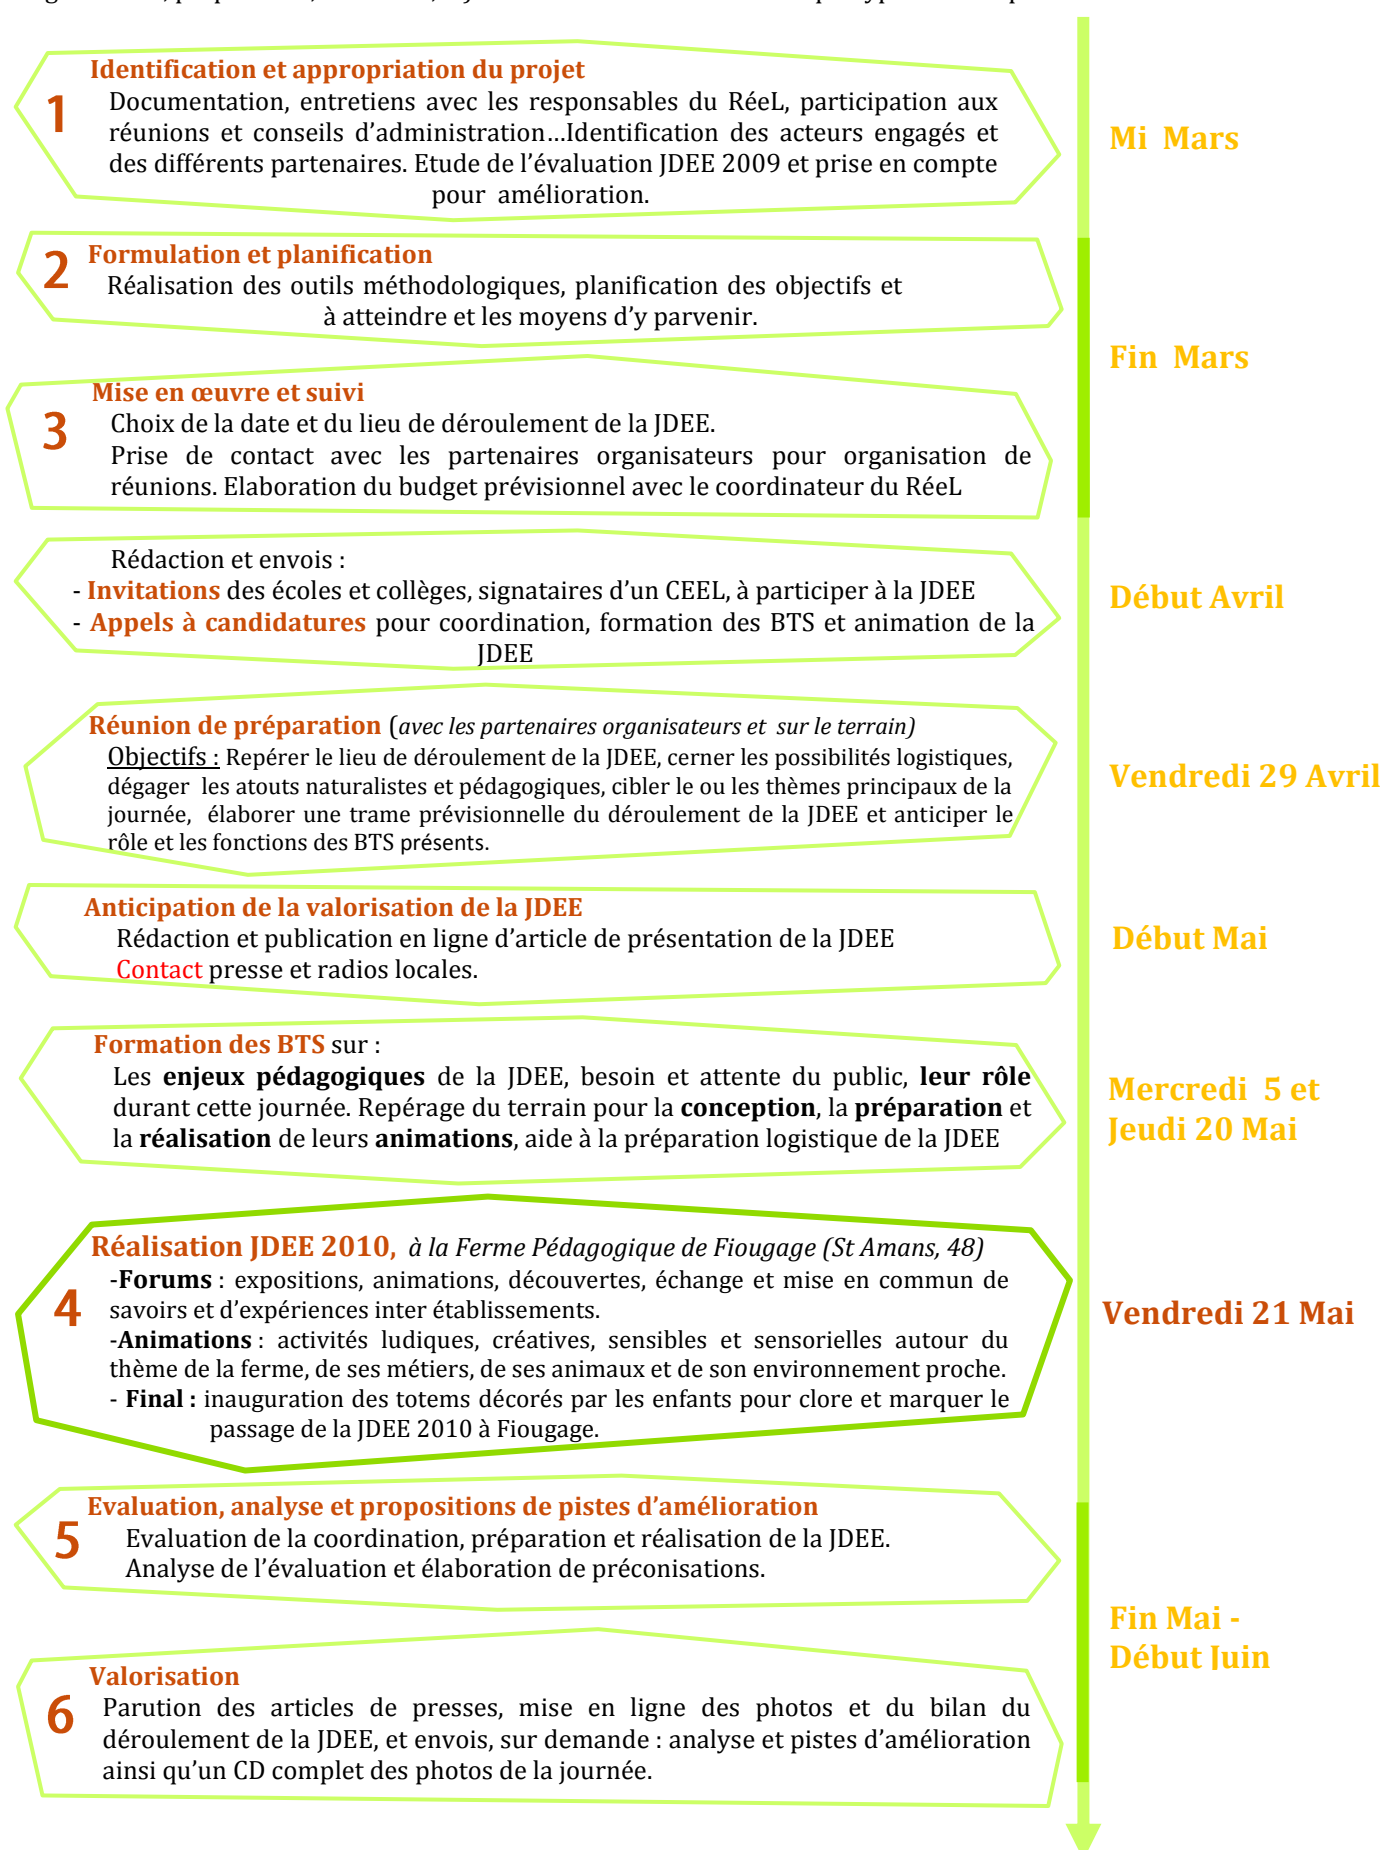 Identification et appropriation du projet
1
Documentation, entretiens avec les responsables du RéeL, participation aux
réunions et conseils d'administration…Identification des acteurs engagés et
des différents partenaires. Etude de l'évaluation JDEE 2009 et prise en compte
pour amélioration.
Mi Mars
2
Formulation et planification
Réalisation des outils méthodologiques, planification des objectifs et
à atteindre et les moyens d'y parvenir.
Fin Mars
3
Mise en œuvre et suivi
Choix de la date et du lieu de déroulement de la JDEE.
Prise de contact avec les partenaires organisateurs pour organisation de
réunions. Elaboration du budget prévisionnel avec le coordinateur du RéeL
Rédaction et envois :
- Invitations des écoles et collèges, signataires d'un CEEL, à participer à la JDEE
- Appels à candidatures pour coordination, formation des BTS et animation de la
JDEE
Début Avril
Réunion de préparation (avec les partenaires organisateurs et sur le terrain)
Objectifs : Repérer le lieu de déroulement de la JDEE, cerner les possibilités logistiques,
dégager les atouts naturalistes et pédagogiques, cibler le ou les thèmes principaux de la
journée, élaborer une trame prévisionnelle du déroulement de la JDEE et anticiper le
rôle et les fonctions des BTS présents.
Vendredi 29 Avril
Anticipation de la valorisation de la JDEE
Rédaction et publication en ligne d'article de présentation de la JDEE
Contact presse et radios locales.
Début Mai
Formation des BTS sur :
Les enjeux pédagogiques de la JDEE, besoin et attente du public, leur rôle
durant cette journée. Repérage du terrain pour la conception, la préparation et
la réalisation de leurs animations, aide à la préparation logistique de la JDEE
Mercredi 5 et
Jeudi 20 Mai
4
Réalisation JDEE 2010, à la Ferme Pédagogique de Fiougage (St Amans, 48)
-Forums : expositions, animations, découvertes, échange et mise en commun de
savoirs et d'expériences inter établissements.
-Animations : activités ludiques, créatives, sensibles et sensorielles autour du
thème de la ferme, de ses métiers, de ses animaux et de son environnement proche.
- Final : inauguration des totems décorés par les enfants pour clore et marquer le
passage de la JDEE 2010 à Fiougage.
Vendredi 21 Mai
5
Evaluation, analyse et propositions de pistes d'amélioration
Evaluation de la coordination, préparation et réalisation de la JDEE.
Analyse de l'évaluation et élaboration de préconisations.
Fin Mai -
Début Juin
6
Valorisation
Parution des articles de presses, mise en ligne des photos et du bilan du
déroulement de la JDEE, et envois, sur demande : analyse et pistes d'amélioration
ainsi qu'un CD complet des photos de la journée.